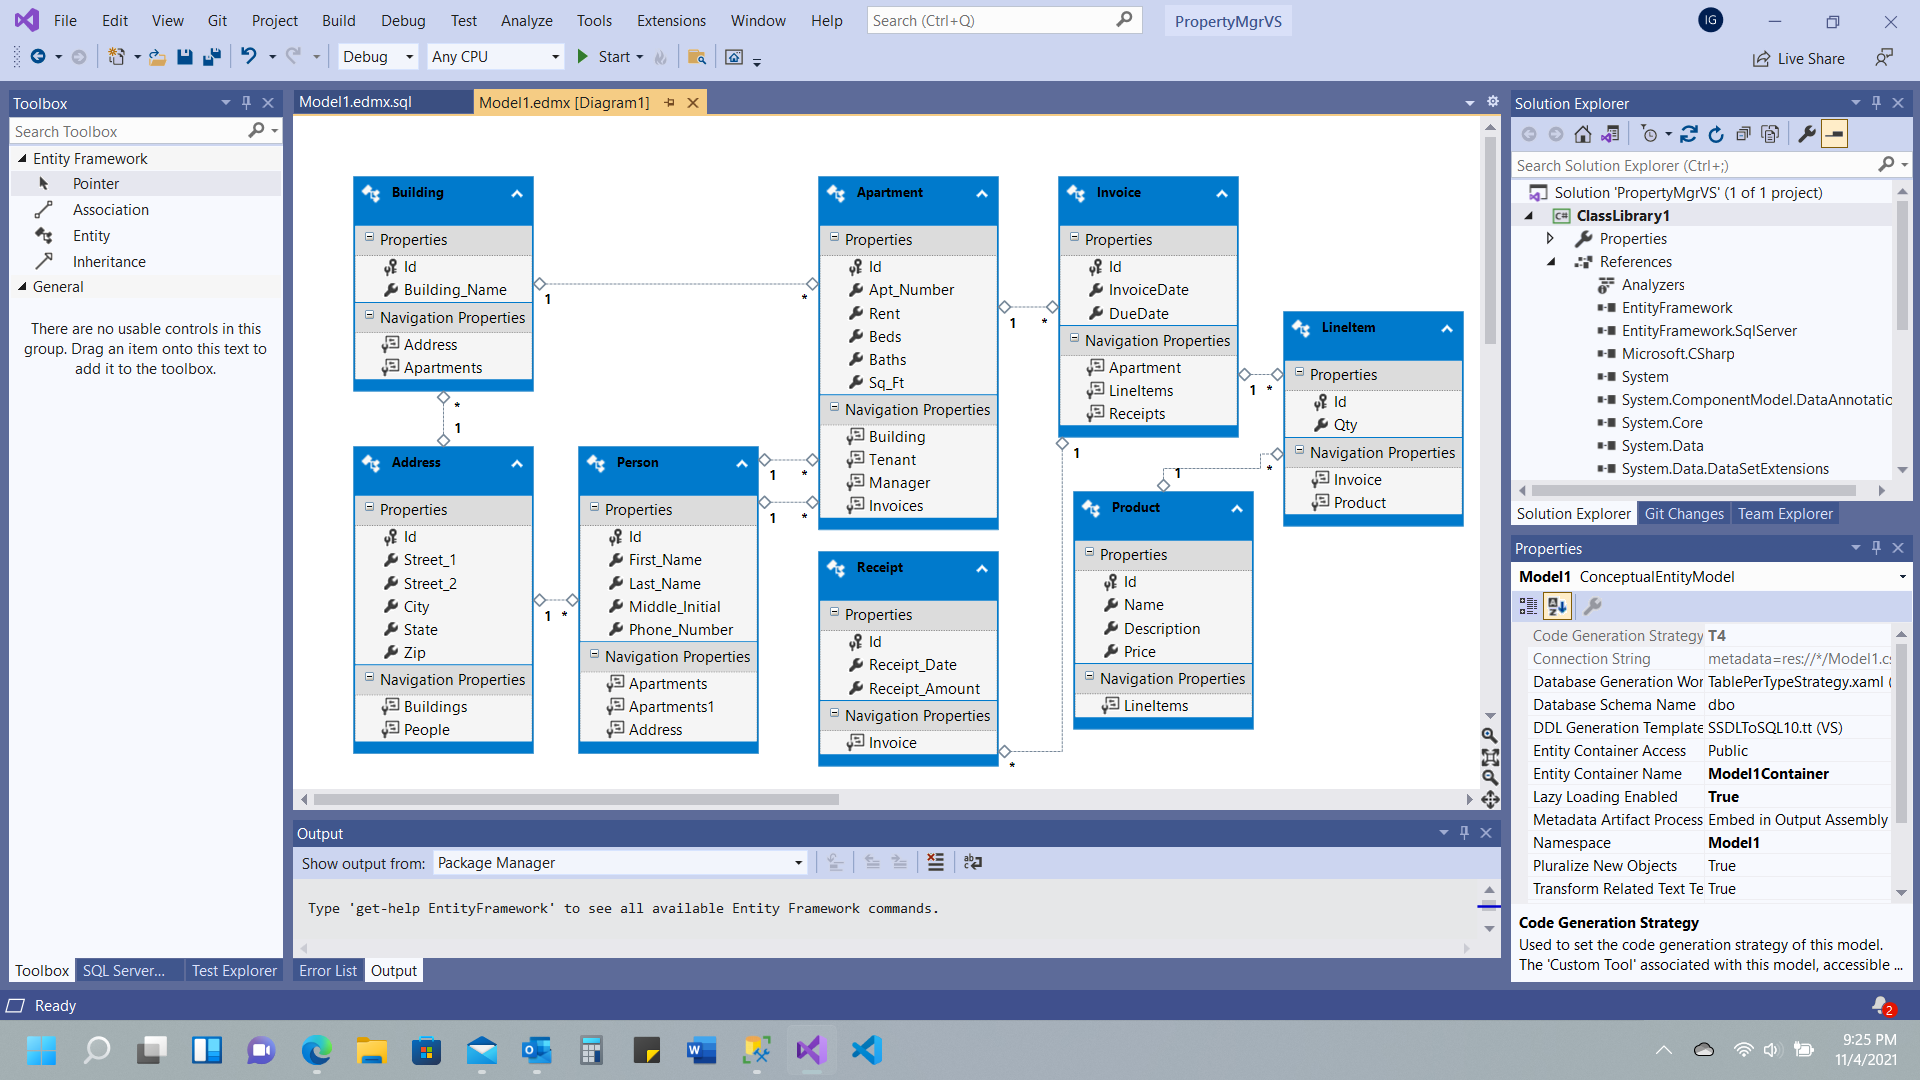 File Edit View Git Project Build Debug Test Analyze Tools Extensions Window Help Search (Ctrl+Q) PropertyMgrVS IG
Debug Any CPU Start Live Share
Toolbox
Search Toolbox
Entity Framework
Pointer
Association
Entity
Inheritance
General
There are no usable controls in this
group. Drag an item onto this text to
add it to the toolbox.
Toolbox SQL Server... Test Explorer
Model1.edmx.sql Model1.edmx [Diagram1]
Building
Properties
Id
Building_Name
Navigation Properties
Address
Apartments
1 *
*
1
Address
Properties
Id
Street_1
Street_2
City
State
Zip
Navigation Properties
Buildings
People
1 *
Person
Properties
Id
First_Name
Last_Name
Middle_Initial
Phone_Number
Navigation Properties
Apartments
Apartments1
Address
1 *
1 *
Apartment
Properties
Id
Apt_Number
Rent
Beds
Baths
Sq_Ft
Navigation Properties
Building
Tenant
Manager
Invoices
1 *
Receipt
Properties
Id
Receipt_Date
Receipt_Amount
Navigation Properties
Invoice
*
Invoice
Properties
Id
InvoiceDate
DueDate
Navigation Properties
Apartment
LineItems
Receipts
1
1 *
Product
Properties
Id
Name
Description
Price
Navigation Properties
LineItems
1 *
LineItem
Properties
Id
Qty
Navigation Properties
Invoice
Product
Output
Show output from: Package Manager
Type 'get-help EntityFramework' to see all available Entity Framework commands.
Error List Output
Solution Explorer
Search Solution Explorer (Ctrl+;)
Solution 'PropertyMgrVS' (1 of 1 project)
C# ClassLibrary1
Properties
References
Analyzers
EntityFramework
EntityFramework.SqlServer
Microsoft.CSharp
System
System.ComponentModel.DataAnnotatio
System.Core
System.Data
System.Data.DataSetExtensions
Solution Explorer Git Changes Team Explorer
Properties
Model1 ConceptualEntityModel
Code Generation Strategy T4
Connection String metadata=res://*/Model1.cs
Database Generation Wor TablePerTypeStrategy.xaml (
Database Schema Name dbo
DDL Generation Template SSDLToSQL10.tt (VS)
Entity Container Access Public
Entity Container Name Model1Container
Lazy Loading Enabled True
Metadata Artifact Process Embed in Output Assembly
Namespace Model1
Pluralize New Objects True
Transform Related Text Te True
Code Generation Strategy
Used to set the code generation strategy of this model.
The 'Custom Tool' associated with this model, accessible ...
Ready 2
9:25 PM
11/4/2021